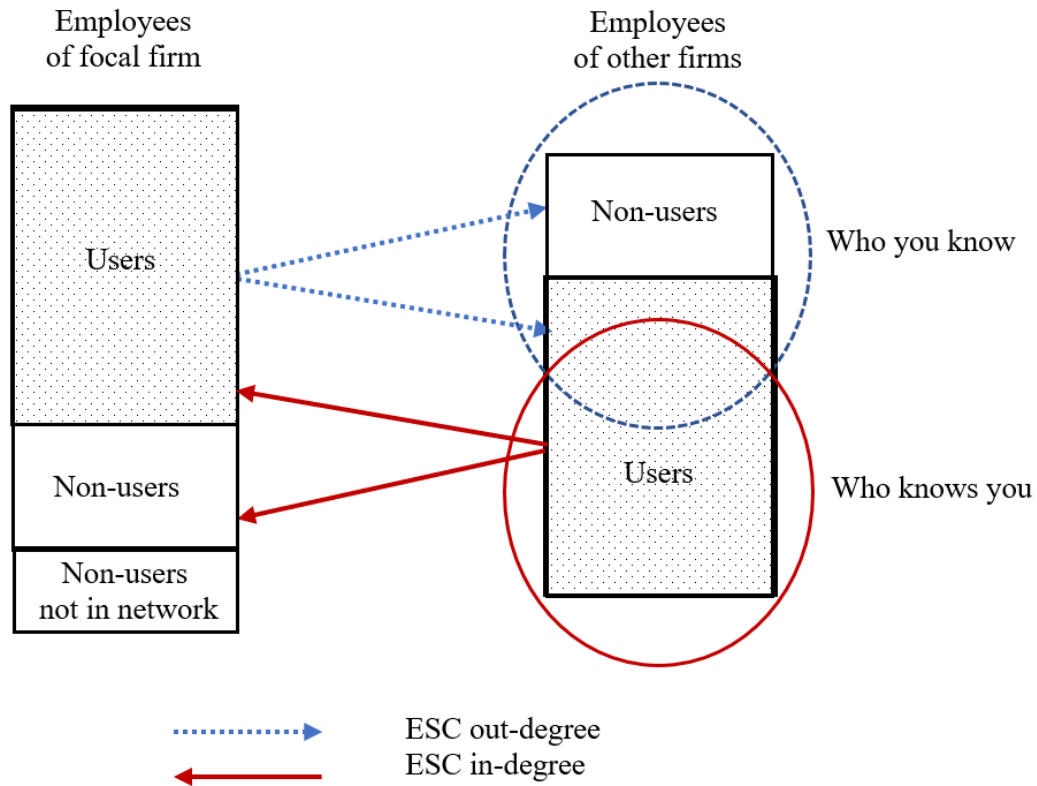 Employees
of focal firm
Employees
of other firms
Users
Non-users
Non-users
not in network
Non-users
Users
Who you know
Who knows you
ESC out-degree
ESC in-degree